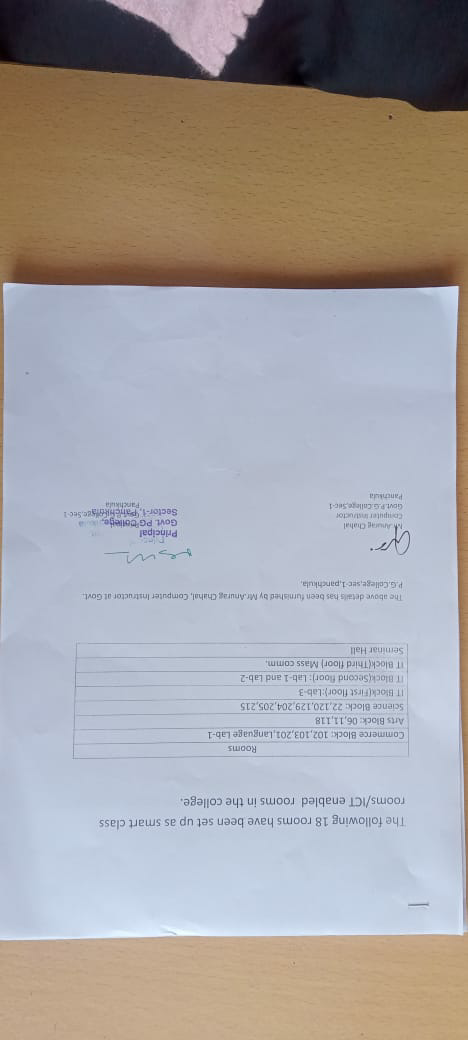 The following 18 rooms have been set up as smart class
rooms/ICT enabled rooms in the college.
Rooms
Commerce Block: 102,103,201,Language Lab-1
Arts Block: 06,11,118
Science Block: 22,120,129,204,205,215
IT Block(First floor):Lab-3
IT Block(Second floor): Lab-1 and Lab-2
IT Block(Third floor) Mass comm.
Seminar Hall
The above details has been furnished by Mr.Anurag Chahal, Computer Instructor at Govt.
P.G.College,sec-1,panchkula.
Mr. Anurag Chahal
Computer Instructor
Govt.P.G.College,Sec-1
Panchkula
Principal
Govt. PG College,
Sector-1, Panchkula
College,Sec-1
Panchkula